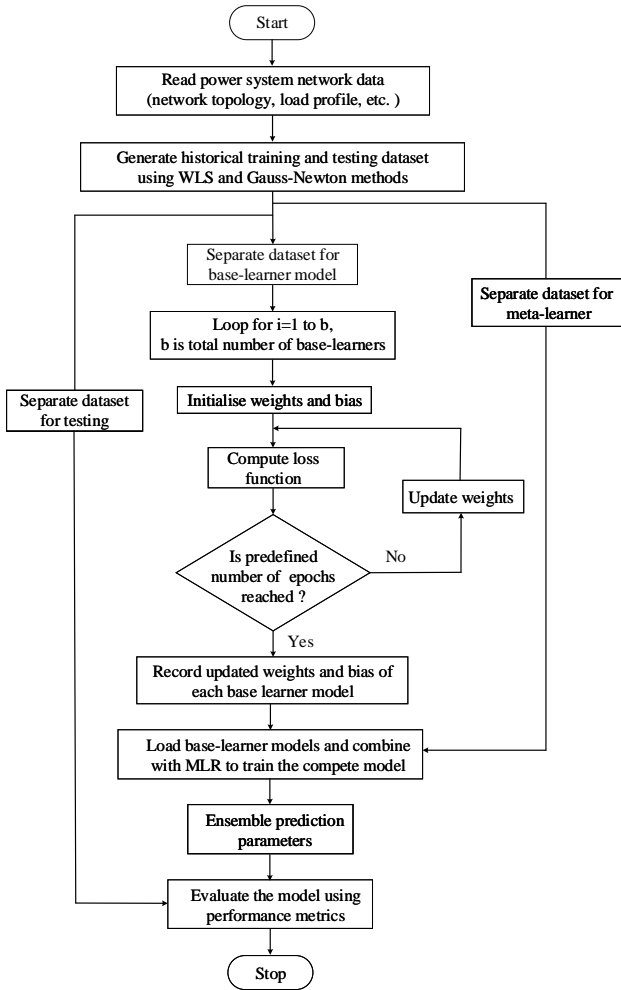 Start
Read power system network data
(network topology, load profile, etc. )
Generate historical training and testing dataset
using WLS and Gauss-Newton methods
Separate dataset for
base-learner model
Separate dataset for
meta-learner
Loop for i=1 to b,
b is total number of base-learners
Separate dataset
for testing
Initialise weights and bias
Compute loss
function
Update weights
Is predefined
number of epochs
reached ?
No
Yes
Record updated weights and bias of
each base learner model
Load base-learner models and combine
with MLR to train the compete model
Ensemble prediction
parameters
Evaluate the model using
performance metrics
Stop